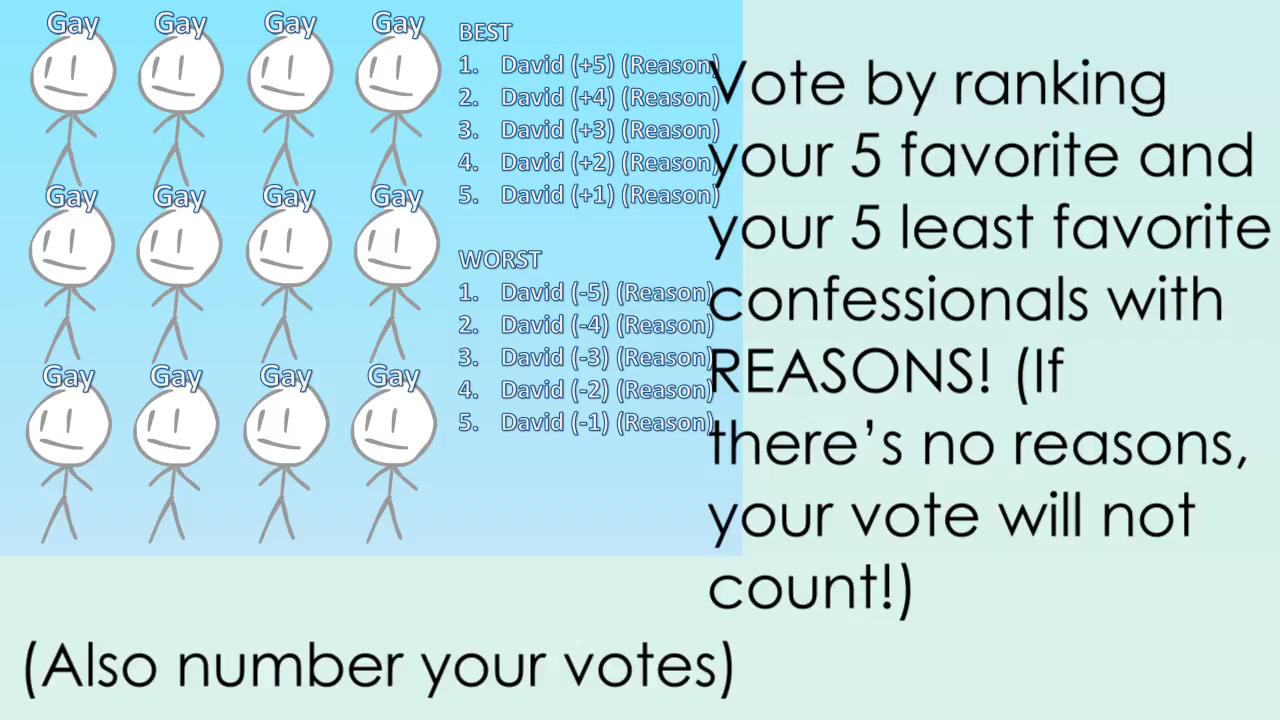 Gay Gay Gay Gay
Gay Gay Gay Gay
Gay Gay Gay Gay
BEST
1. David (+5) (Reason)
2. David (+4) (Reason)
3. David (+3) (Reason)
4. David (+2) (Reason)
5. David (+1) (Reason)
WORST
1. David (-5) (Reason)
2. David (-4) (Reason)
3. David (-3) (Reason)
4. David (-2) (Reason)
5. David (-1) (Reason)
Vote by ranking
your 5 favorite and
your 5 least favorite
confessionals with
REASONS! (If
there’s no reasons,
your vote will not
count!)
(Also number your votes)